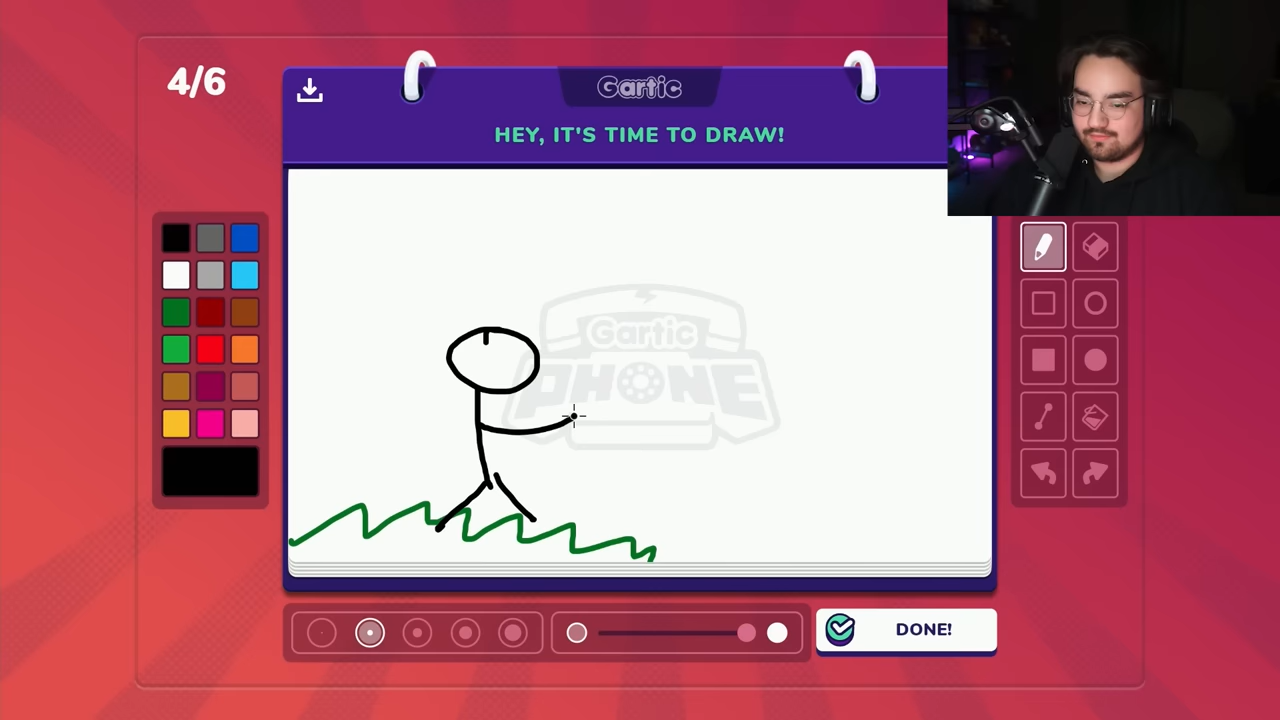 4/6
Gartic
HEY, IT'S TIME TO DRAW!
Gartic
PHONE
DONE!